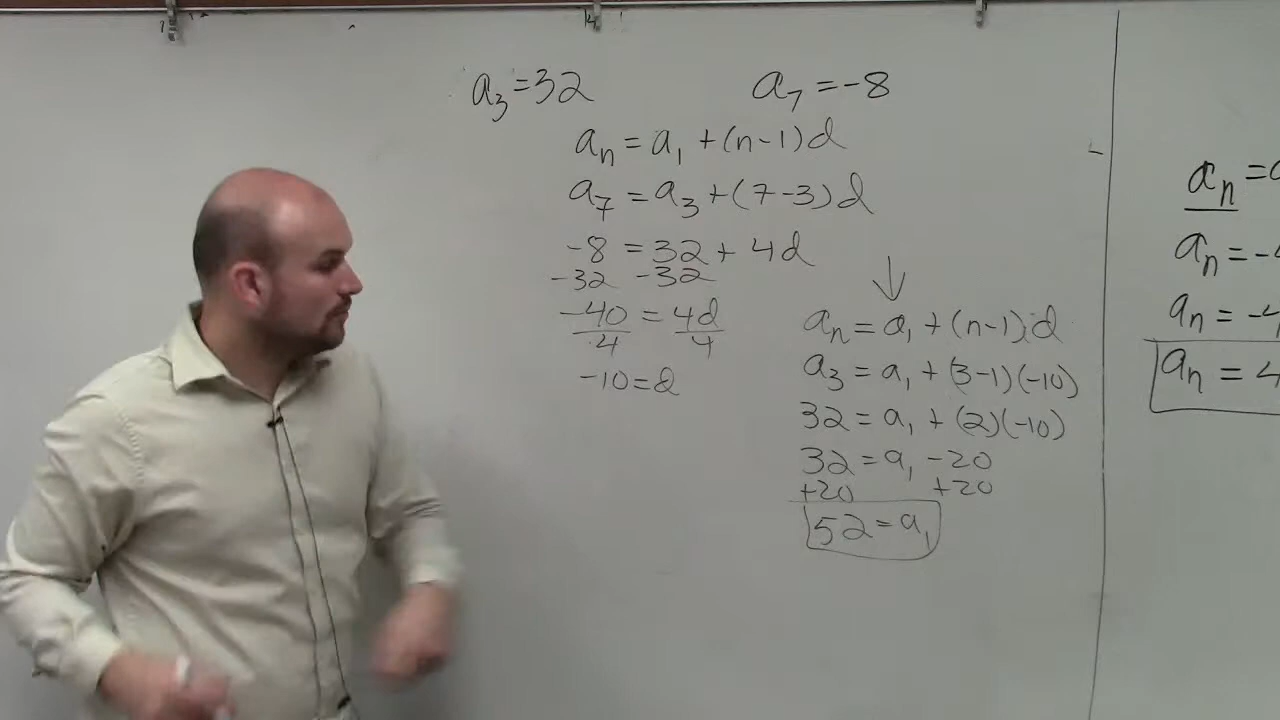 a₃=32 a₇=-8
aₙ = a₁ + (n-1)d
a₇ = a₃ + (7-3)d
-8 = 32 + 4d
-32 -32
-40 = 4d
4 4
-10=d
aₙ = a₁ + (n-1)d
a₃ = a₁ + (3-1)(-10)
32 = a₁ + (2)(-10)
32 = a₁ -20
+20 +20
52 = a₁
aₙ =
aₙ = -4
aₙ = -4
aₙ = 4